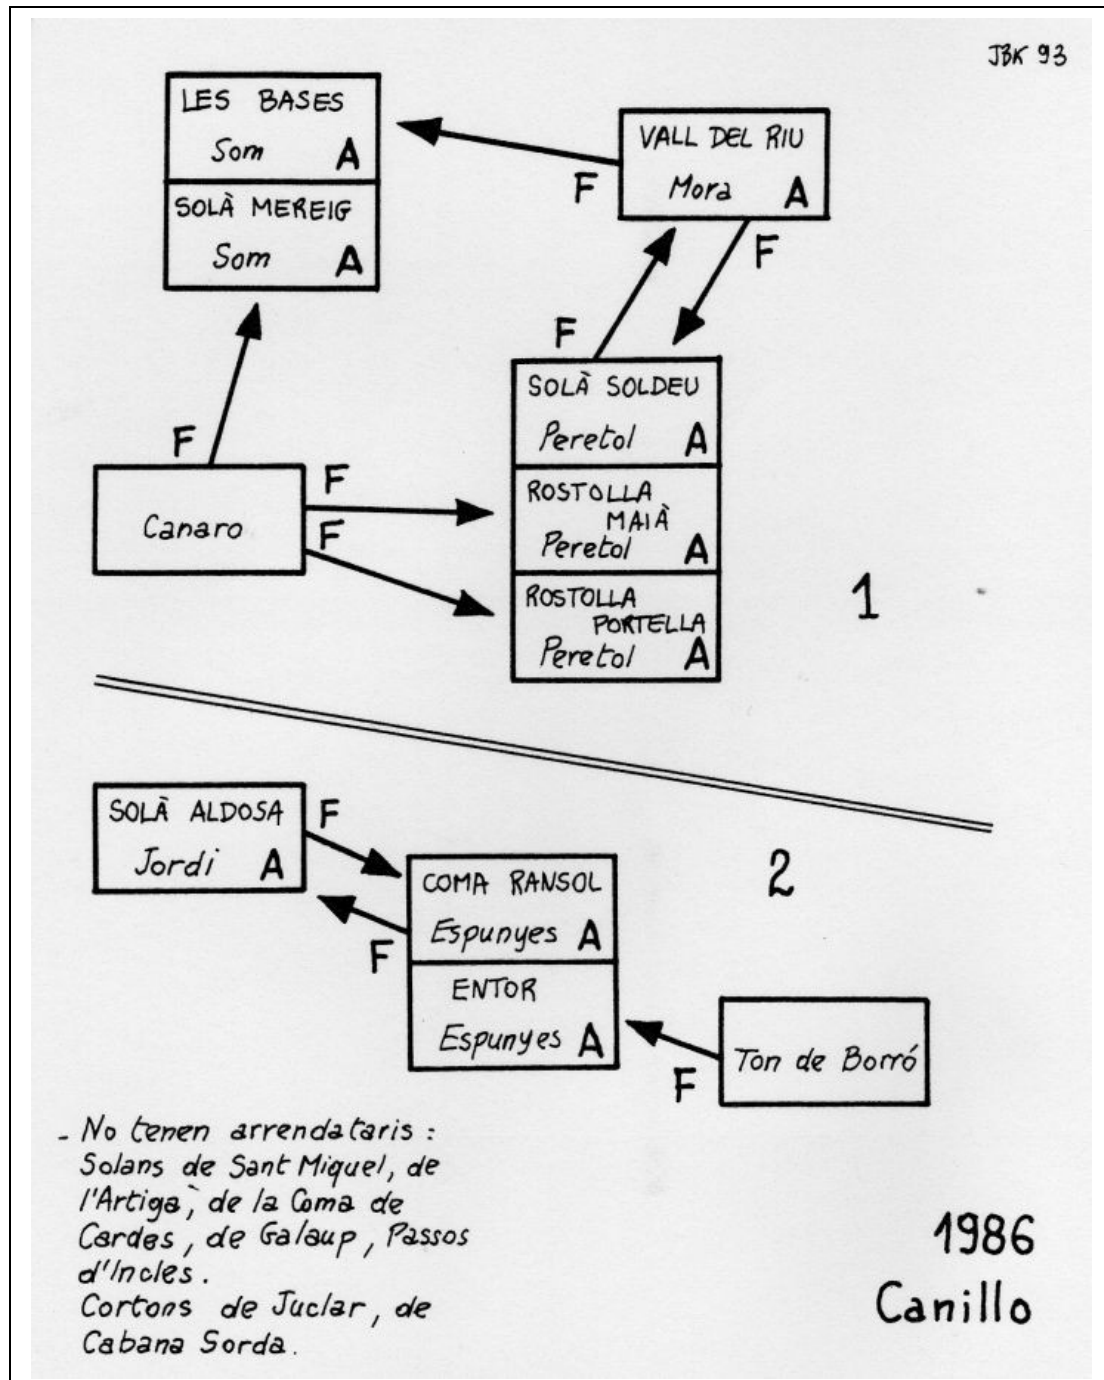 JBK 93
LES BASES
Som A
SOLÀ MEREIG
Som A
VALL DEL RIU
Mora A
F
F
F
SOLÀ SOLDEU
Peretol A
ROSTOLLA
MAIÀ
Peretol A
ROSTOLLA
PORTELLA
Peretol A
F
F
F
Canaro
1
SOLÀ ALDOSA
Jordi A
F
COMA RANSOL
Espunyes A
F
ENTOR
Espunyes A
2
Ton de Borró
F
- No tenen arrendataris :
Solans de Sant Miquel, de
l'Artiga, de la Coma de
Cardes, de Galaup, Passos
d'Incles.
Cortons de Juclar, de
Cabana Sorda.
1986
Canillo